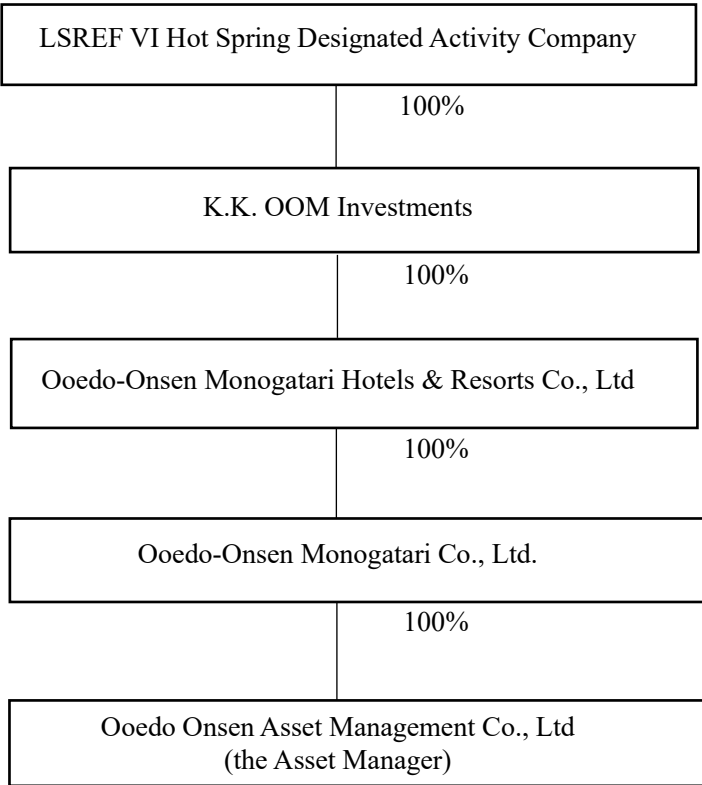 LSREF VI Hot Spring Designated Activity Company
100%
K.K. OOM Investments
100%
Ooedo-Onsen Monogatari Hotels & Resorts Co., Ltd
100%
Ooedo-Onsen Monogatari Co., Ltd.
100%
Ooedo Onsen Asset Management Co., Ltd
(the Asset Manager)